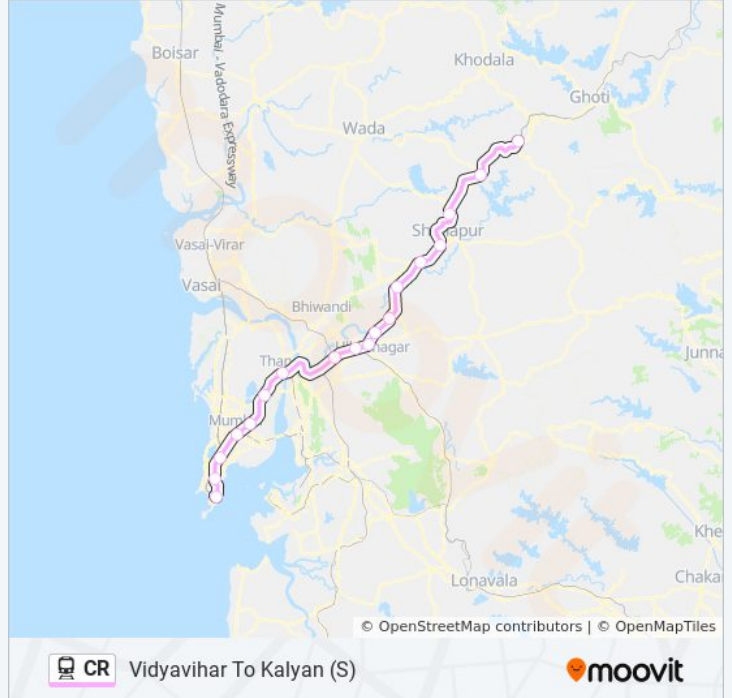 Boisar
Mumbai - Vadodara Expressway
Khodala
Ghoti
Wada
Vasai-Virar
Vasai
Bhiwandi
Junna
Lonavala
Khe
Chaka
© OpenStreetMap contributors | © OpenMapTiles
CR Vidyavihar To Kalyan (S)
moovit